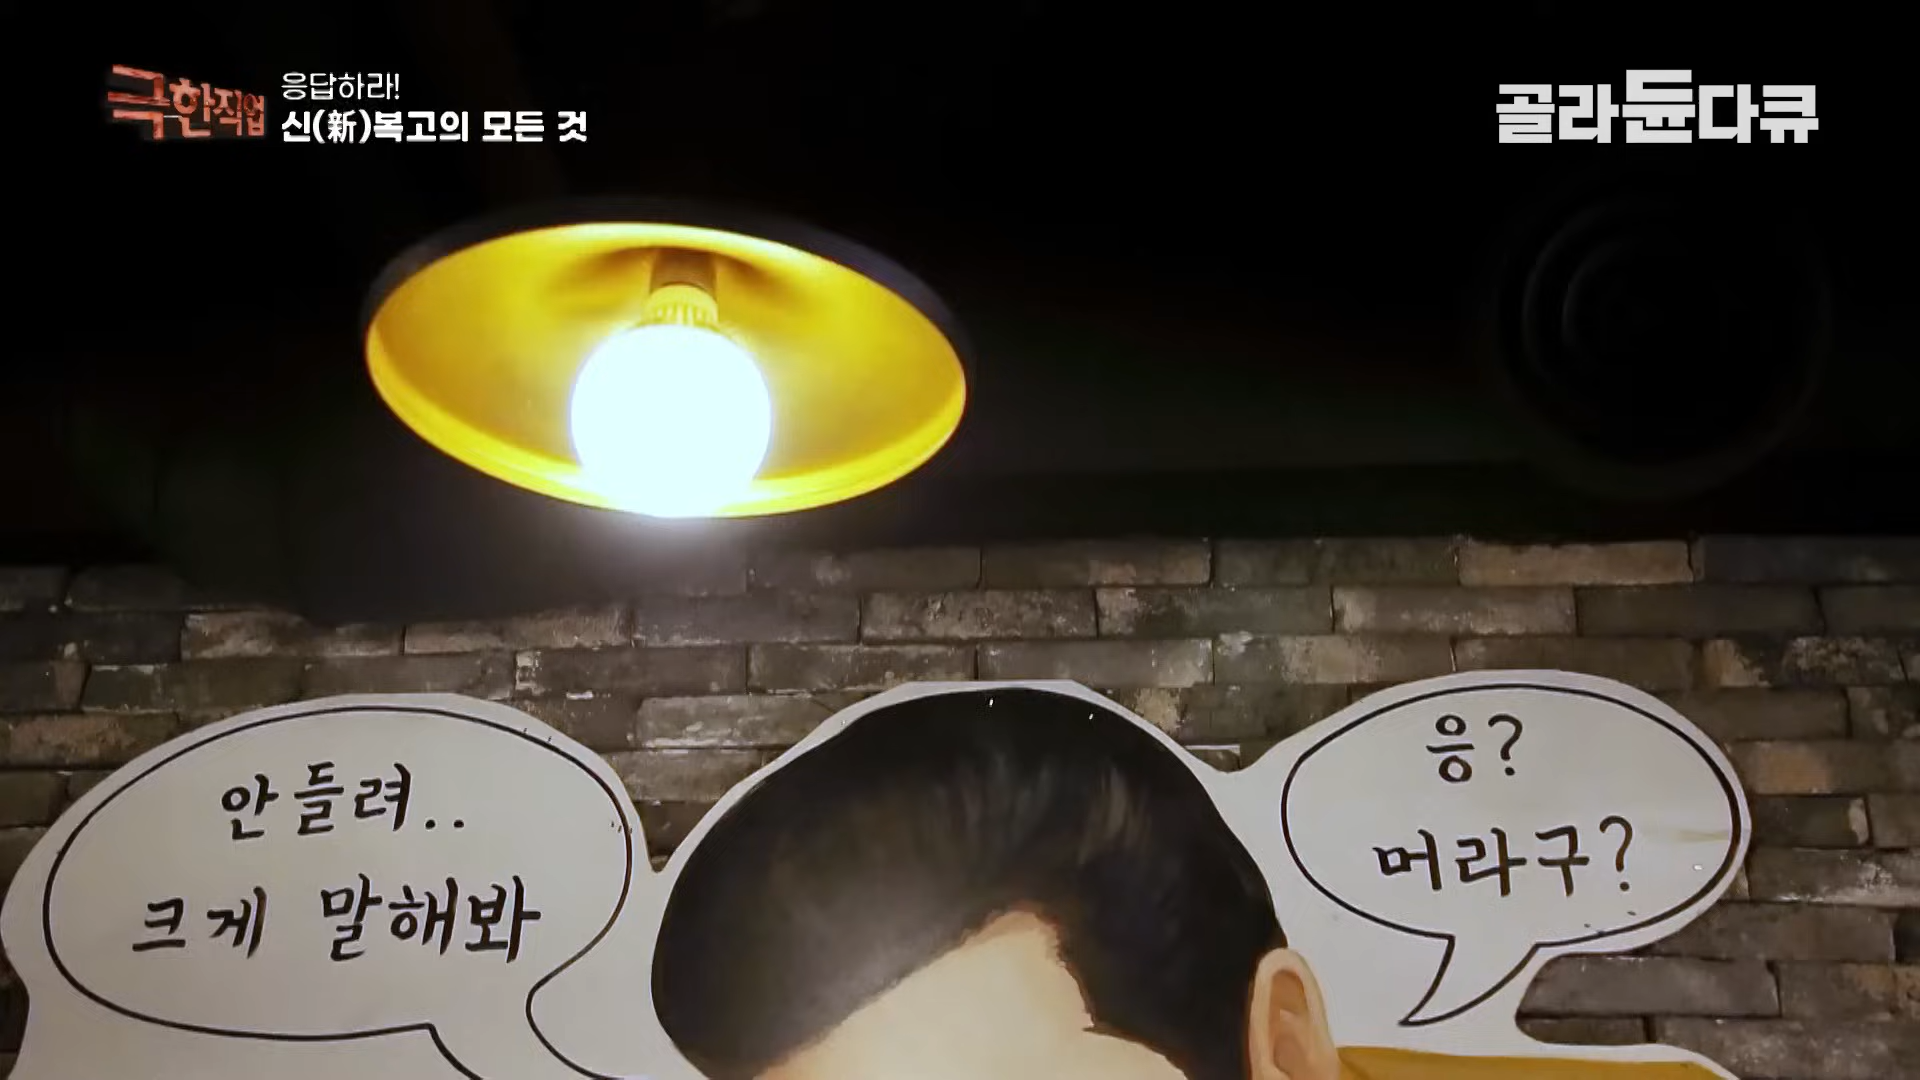 극한직업
응답하라!
신(新)복고의 모든 것
골라듄다큐
안들려..
크게 말해봐
응?
머라구?